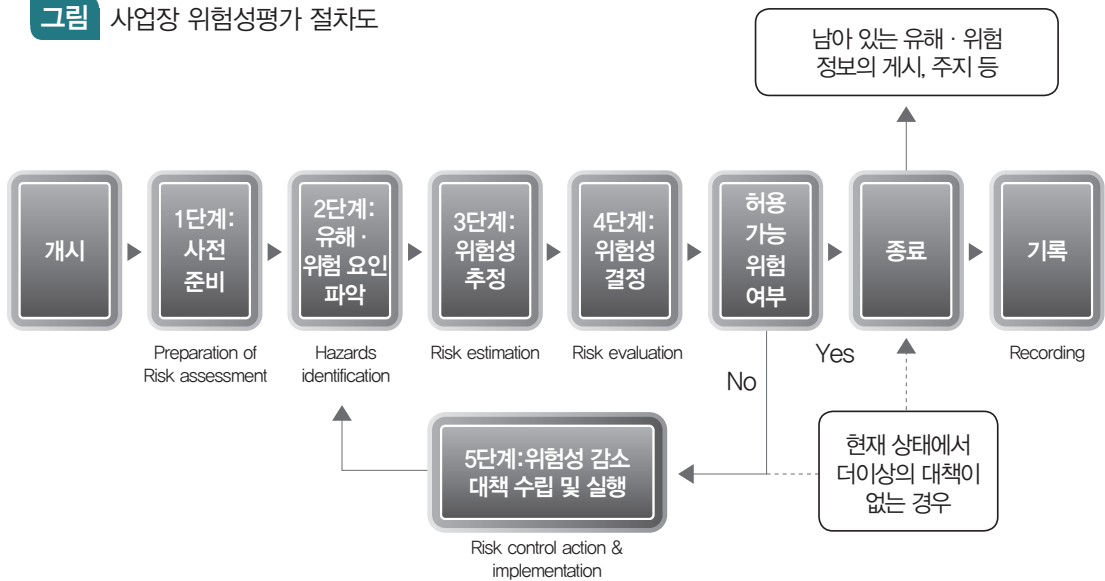 그림 사업장 위험성평가 절차도
남아 있는 유해 · 위험
정보의 게시, 주지 등
개시
1단계:
사전
준비
2단계:
유해 ·
위험 요인
파악
3단계:
위험성
추정
4단계:
위험성
결정
허용
가능
위험
여부
종료
기록
Preparation of
Risk assessment
Hazards
identification
Risk estimation
Risk evaluation
Yes
Recording
No
5단계:위험성 감소
대책 수립 및 실행
현재 상태에서
더이상의 대책이
없는 경우
Risk control action &
implementation